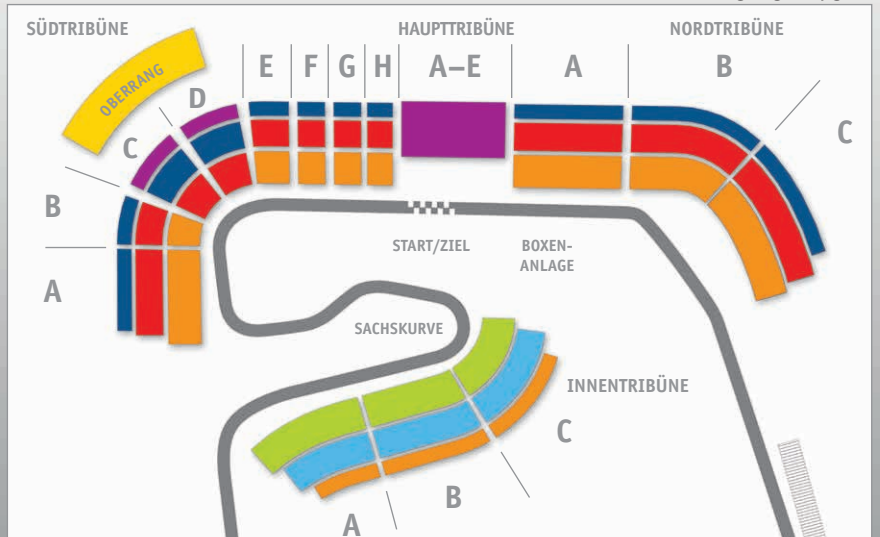 SÜDTRIBÜNE
HAUPTTRIBÜNE
NORDTRIBÜNE
E
F
G
H
A–E
A
B
OBERRANG
D
C
C
B
A
START/ZIEL
BOXEN-
ANLAGE
SACHSKURVE
INNENTRIBÜNE
C
B
A